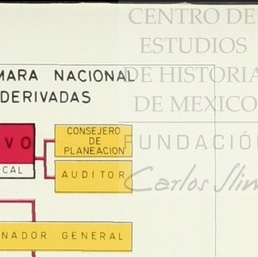 CENTRO DE
ESTUDIOS
DE HISTORIA
DE MEXICO
FUNDACIÓN
Carlos Slim
MARA NACIONAL
DERIVADAS
VO
CAL
CONSEJERO
DE
PLANEACION
AUDITOR
NADOR GENERAL